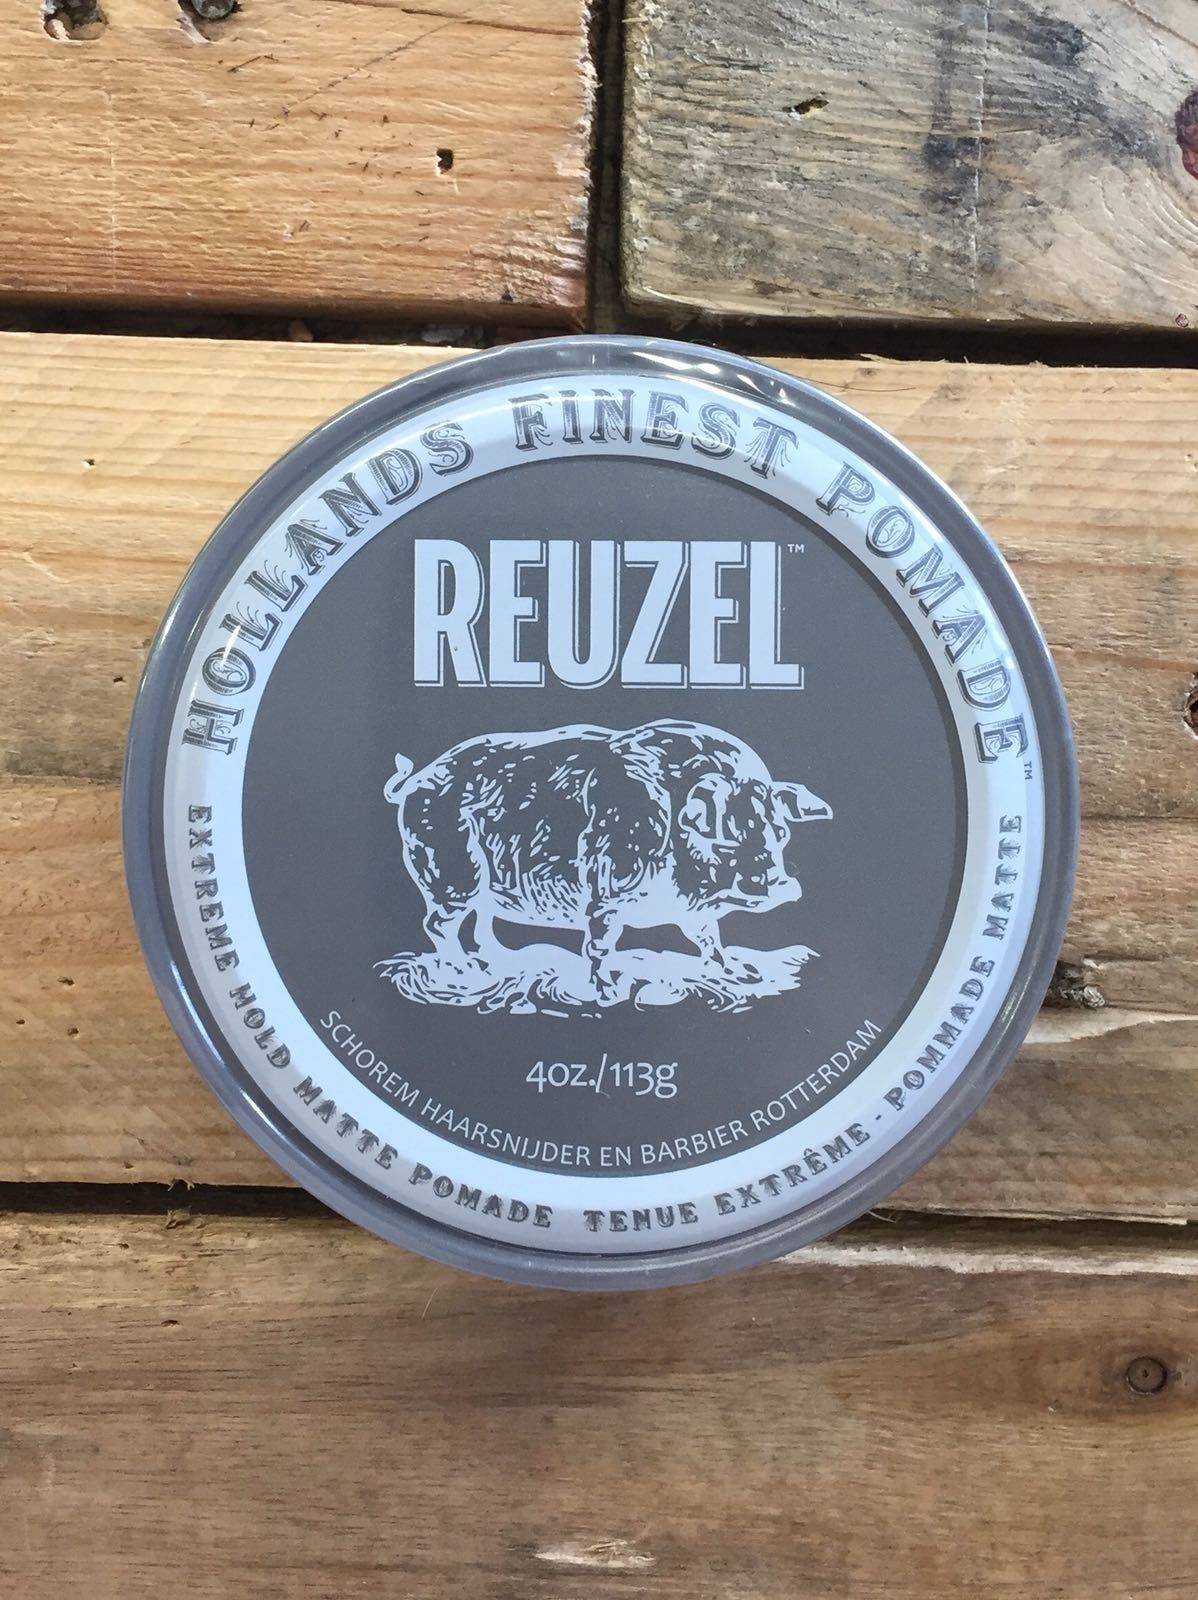 HOLLANDS FINEST POMADE™
REUZEL™
4oz./113g
SCHOREM HAARSNIJDER EN BARBIER ROTTERDAM
EXTREME HOLD MATTE POMADE
TENUE EXTRÊME - POMMADE MATTE